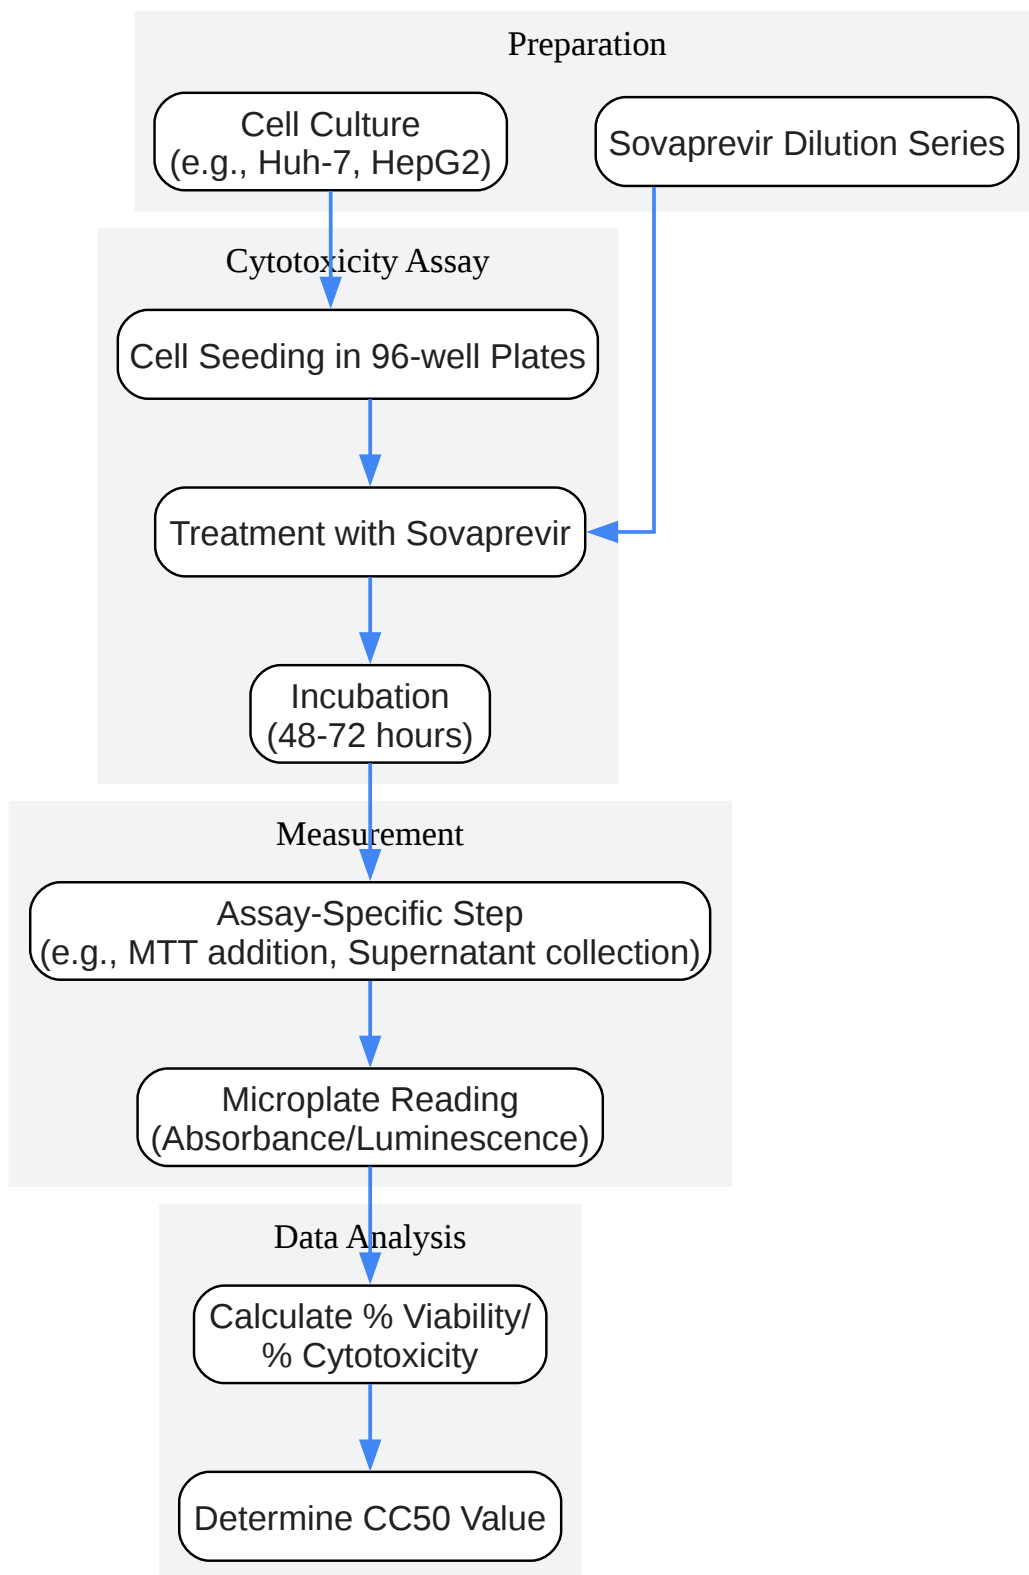 Preparation
Cell Culture
(e.g., Huh-7, HepG2)
Sovaprevir Dilution Series
Cytotoxicity Assay
Cell Seeding in 96-well Plates
Treatment with Sovaprevir
Incubation
(48-72 hours)
Measurement
Assay-Specific Step
(e.g., MTT addition, Supernatant collection)
Microplate Reading
(Absorbance/Luminescence)
Data Analysis
Calculate % Viability/
% Cytotoxicity
Determine CC50 Value